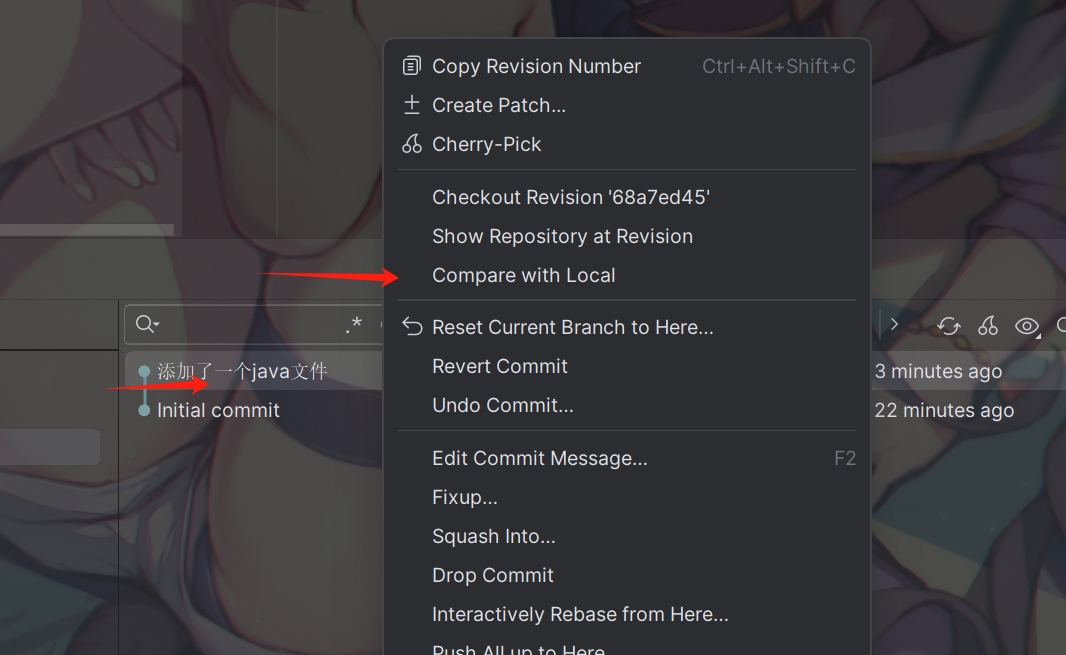 Copy Revision Number Ctrl+Alt+Shift+C
Create Patch...
Cherry-Pick
Checkout Revision '68a7ed45'
Show Repository at Revision
Compare with Local
.*
Reset Current Branch to Here...
Revert Commit
添加了一个java文件 3 minutes ago
Undo Commit...
Initial commit 22 minutes ago
Edit Commit Message... F2
Fixup...
Squash Into...
Drop Commit
Interactively Rebase from Here...
Push All up to Here